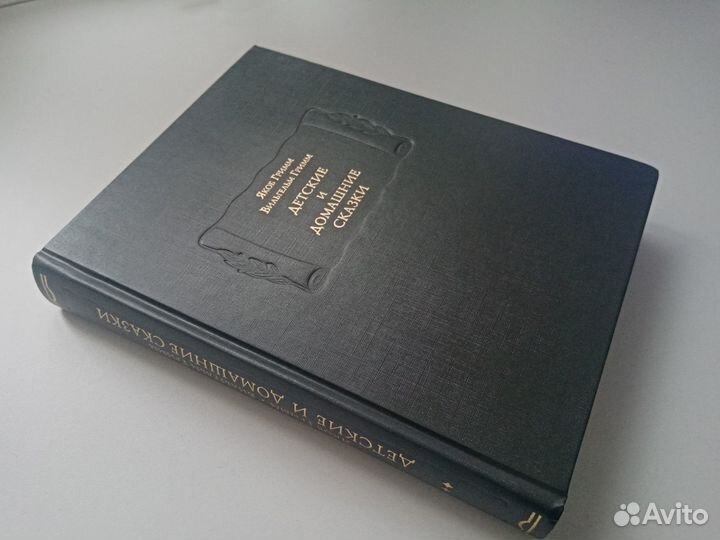 Якоб Гримм
Вильгельм Гримм
ДЕТСКИЕ
И
ДОМАШНИЕ
СКАЗКИ
ДЕТСКИЕ И ДОМАШНИЕ СКАЗКИ
Avito